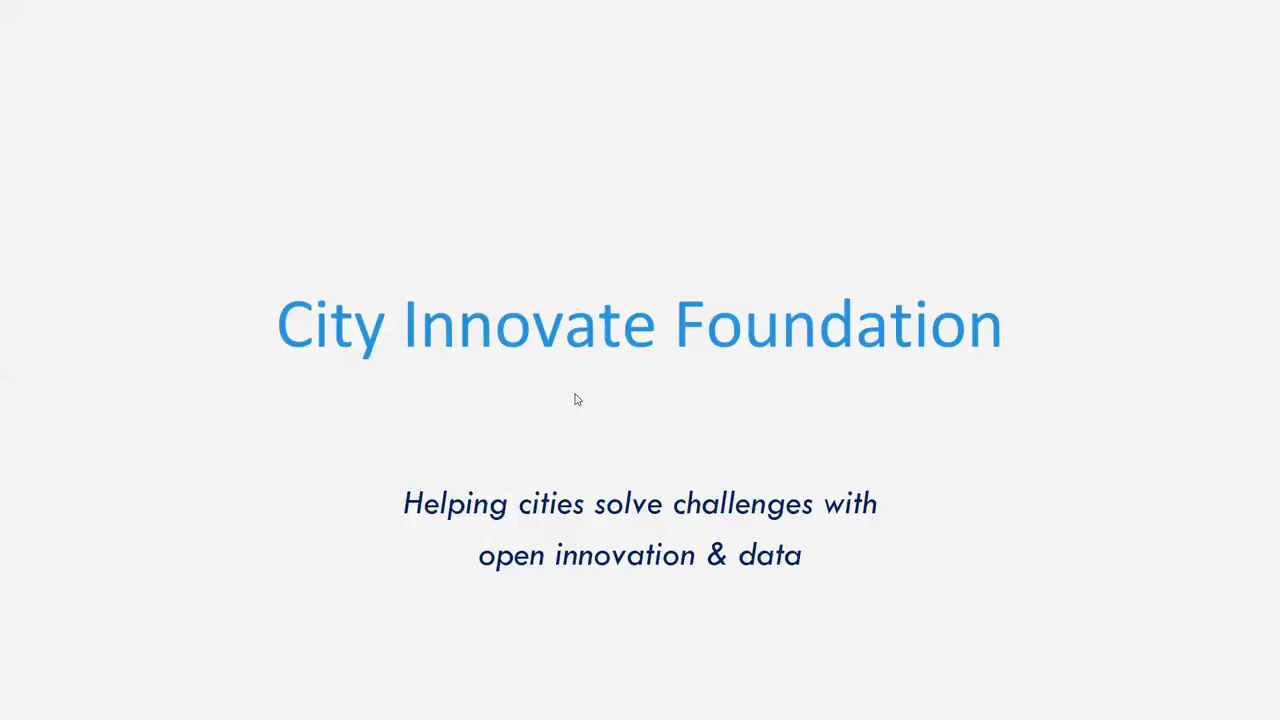 City Innovate Foundation
Helping cities solve challenges with
open innovation & data